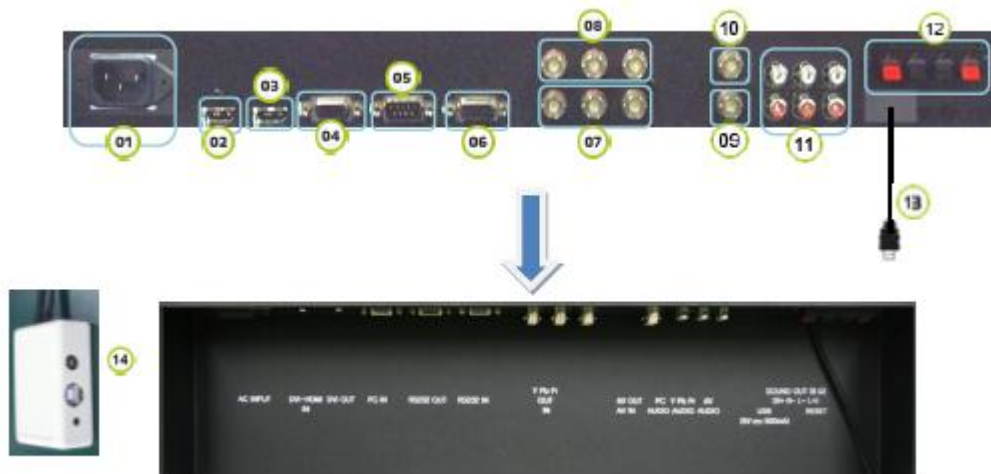 08
10
12
03
05
01
02
04
06
07
09
11
13
14
AC INPUT
DVI-HDMI
IN
DVI-OUT
PC IN
RS232 OUT
RS232 IN
Y Pb Pr
OUT
IN
AV OUT
AV IN
PC
AUDIO
Y Pb Pr
AUDIO
AV
AUDIO
SOUND OUT
USB
RESET